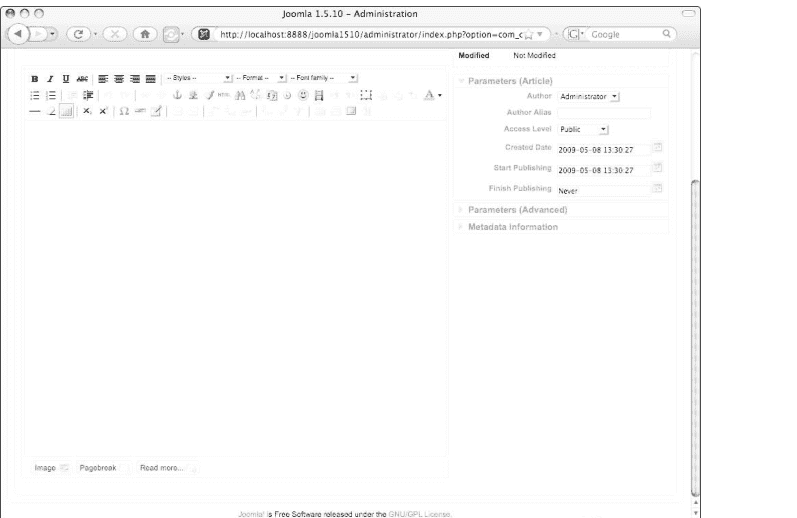 Joomla 1.5.10 - Administration
http://localhost:8888/joomla1510/administrator/index.php?option=com_c
Google
Modified Not Modified
B I U ABC -- Styles -- -- Format -- -- Font family --
HTML
Parameters (Article)
Author Administrator
Author Alias
Access Level Public
Created Date 2009-05-08 13:30:27
Start Publishing 2009-05-08 13:30:27
Finish Publishing Never
Parameters (Advanced)
Metadata Information
Image Pagebreak Read more...
Joomla! is Free Software released under the GNU/GPL License.